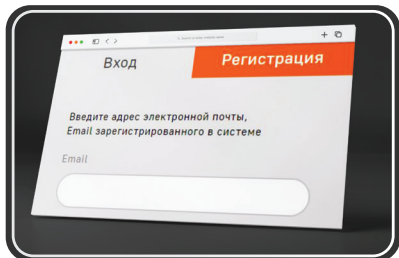 Вход
Регистрация
Введите адрес электронной почты,
Email зарегистрированного в системе
Email